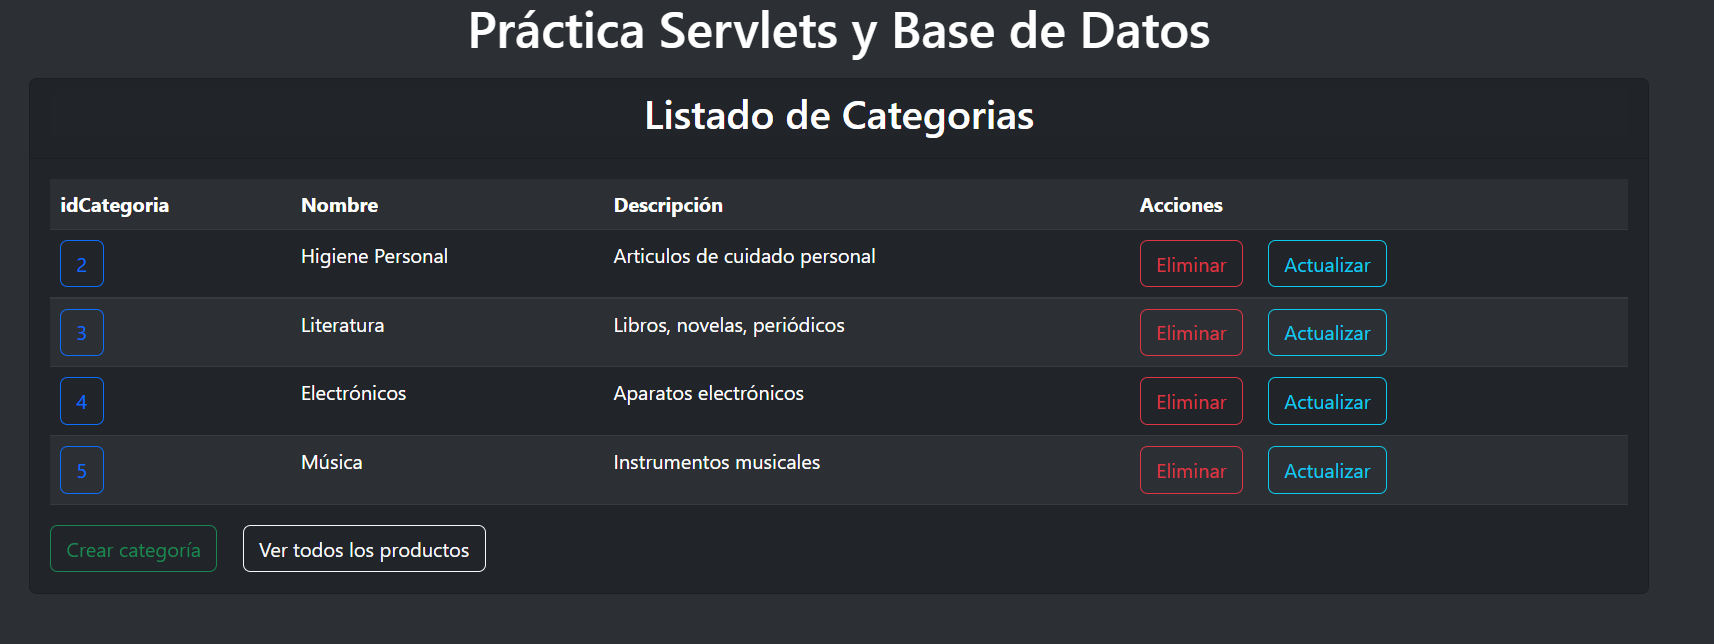 Práctica Servlets y Base de Datos
Listado de Categorias
idCategoria Nombre Descripción Acciones
2 Higiene Personal Articulos de cuidado personal Eliminar Actualizar
3 Literatura Libros, novelas, periódicos Eliminar Actualizar
4 Electrónicos Aparatos electrónicos Eliminar Actualizar
5 Música Instrumentos musicales Eliminar Actualizar
Crear categoría Ver todos los productos